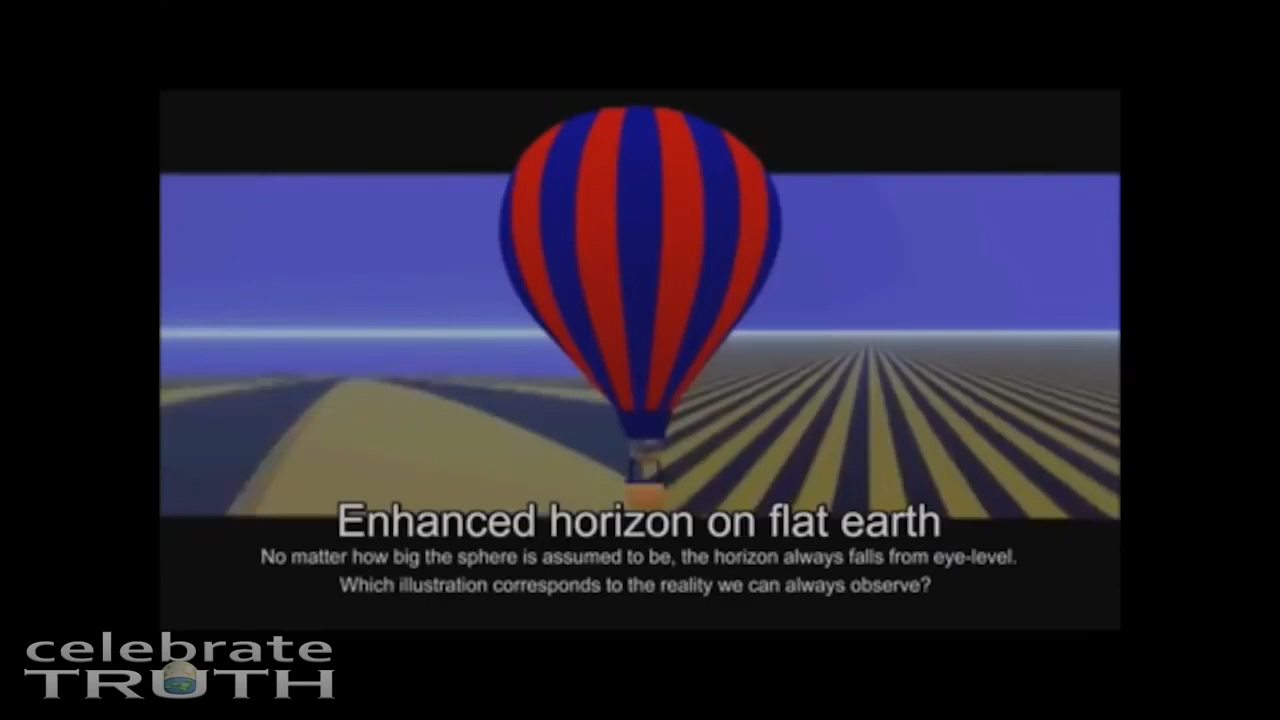 Enhanced horizon on flat earth
No matter how big the sphere is assumed to be, the horizon always falls from eye-level.
Which illustration corresponds to the reality we can always observe?
celebrate
TRUTH